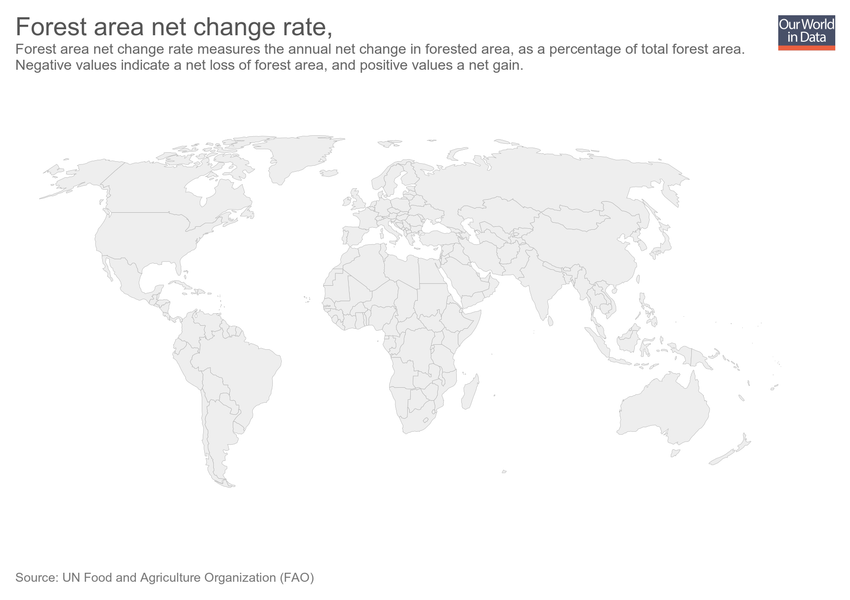 Forest area net change rate,
Our World
in Data
Forest area net change rate measures the annual net change in forested area, as a percentage of total forest area.
Negative values indicate a net loss of forest area, and positive values a net gain.
Source: UN Food and Agriculture Organization (FAO)